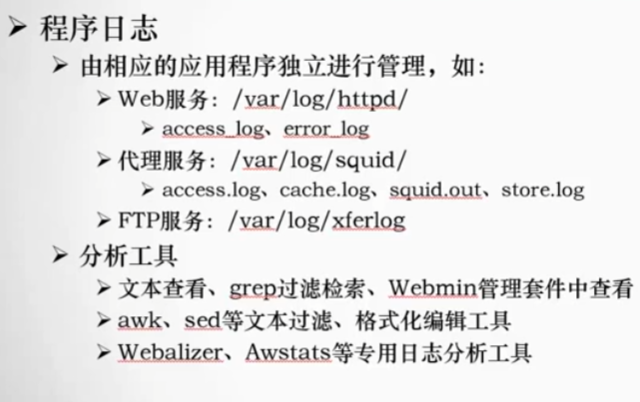 程序日志
由相应的应用程序独立进行管理，如：
Web服务：/var/log/httpd/
access_log、error_log
代理服务：/var/log/squid/
access.log、cache.log、squid.out、store.log
FTP服务：/var/log/xferlog
分析工具
文本查看、grep过滤检索、Webmin管理套件中查看
awk、sed等文本过滤、格式化编辑工具
Webalizer、Awstats等专用日志分析工具